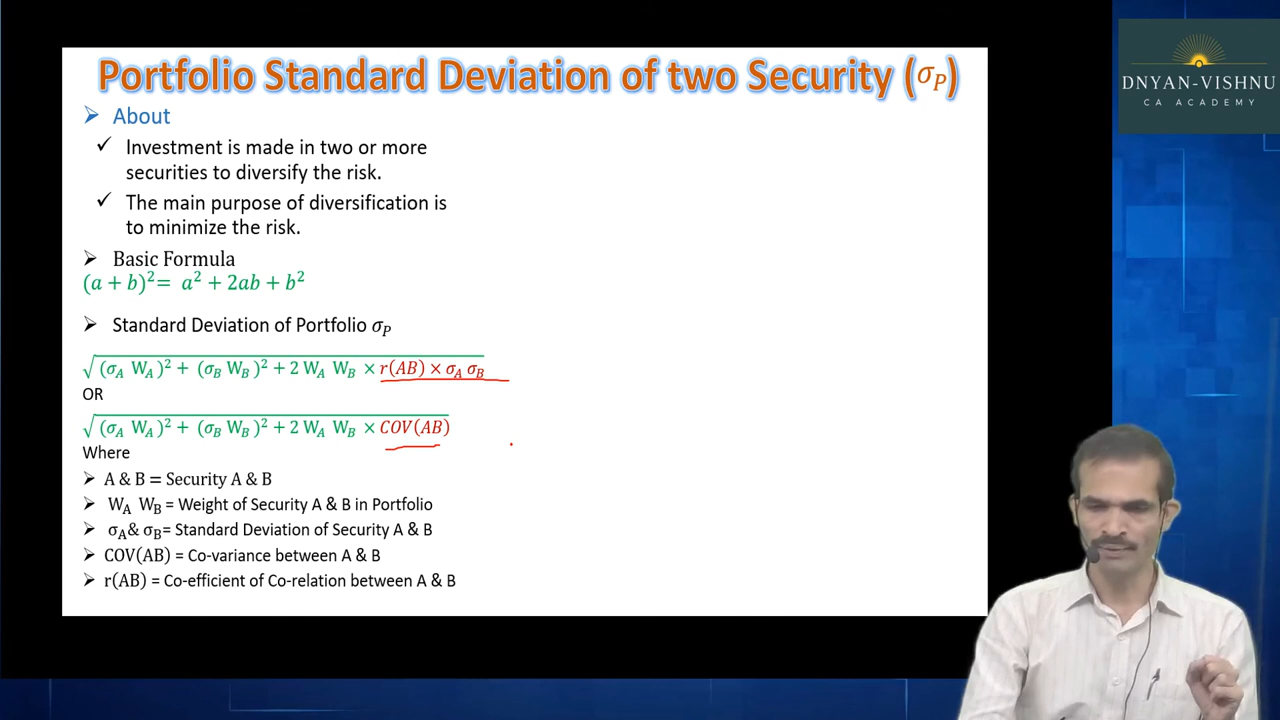 Portfolio Standard Deviation of two Security (σP)
DNYAN-VISHNU
CA ACADEMY
➢ About
✓ Investment is made in two or more
securities to diversify the risk.
✓ The main purpose of diversification is
to minimize the risk.
➢ Basic Formula
(a + b)²= a² + 2ab + b²
➢ Standard Deviation of Portfolio σP
√(σA WA)² + (σB WB)² + 2 WA WB × r(AB) × σA σB
OR
√(σA WA)² + (σB WB)² + 2 WA WB × COV(AB)
Where
➢ A & B = Security A & B
➢ WA WB = Weight of Security A & B in Portfolio
➢ σA& σB= Standard Deviation of Security A & B
➢ COV(AB) = Co-variance between A & B
➢ r(AB) = Co-efficient of Co-relation between A & B